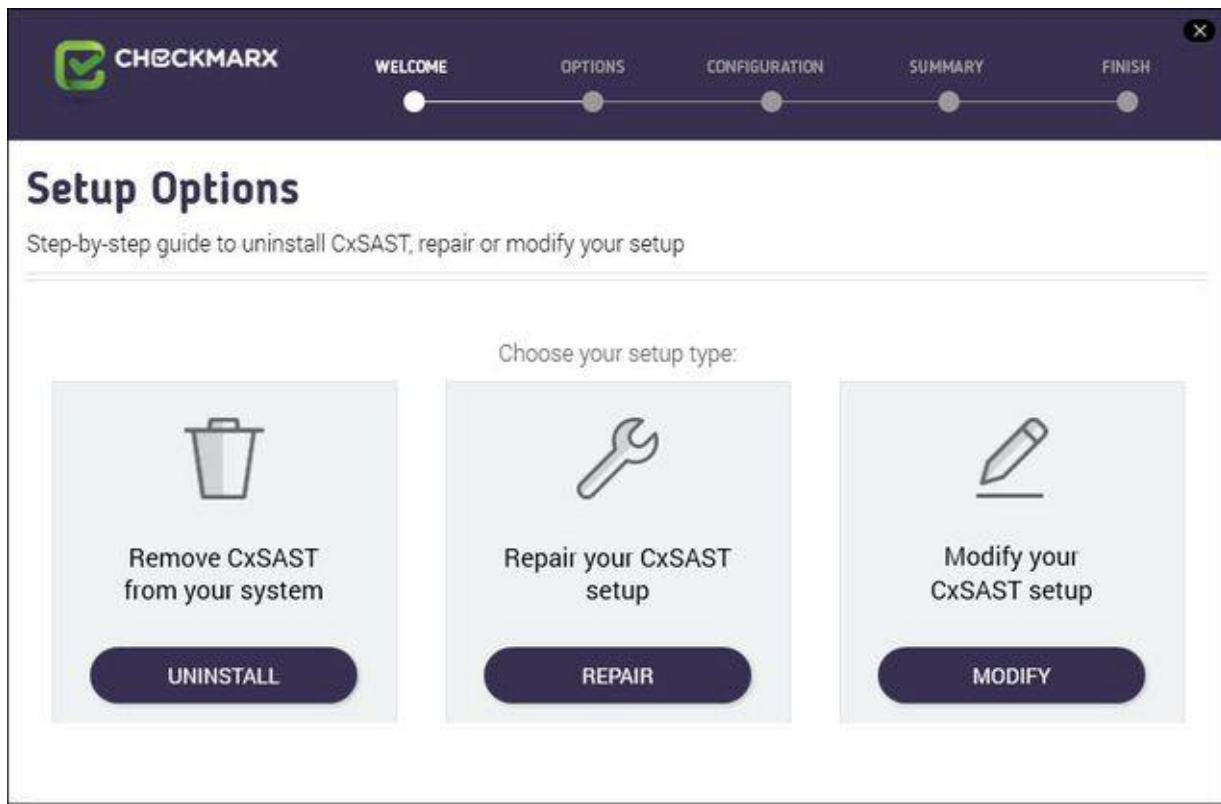 CHECKMARX
WELCOME
OPTIONS
CONFIGURATION
SUMMARY
FINISH
Setup Options
Step-by-step guide to uninstall CxSAST, repair or modify your setup
Choose your setup type:
Remove CxSAST
from your system
UNINSTALL
Repair your CxSAST
setup
REPAIR
Modify your
CxSAST setup
MODIFY